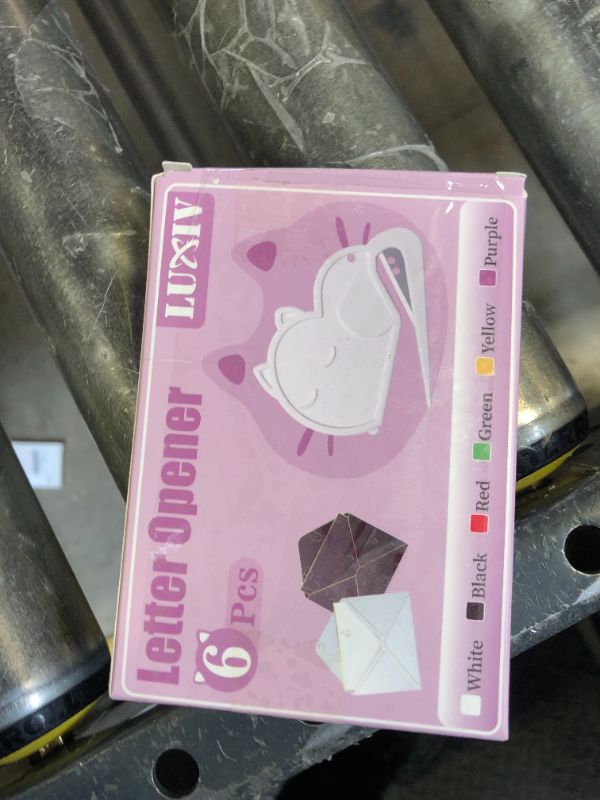 LUXIV
Letter Opener
6 Pcs
White
Black
Red
Green
Yellow
Purple